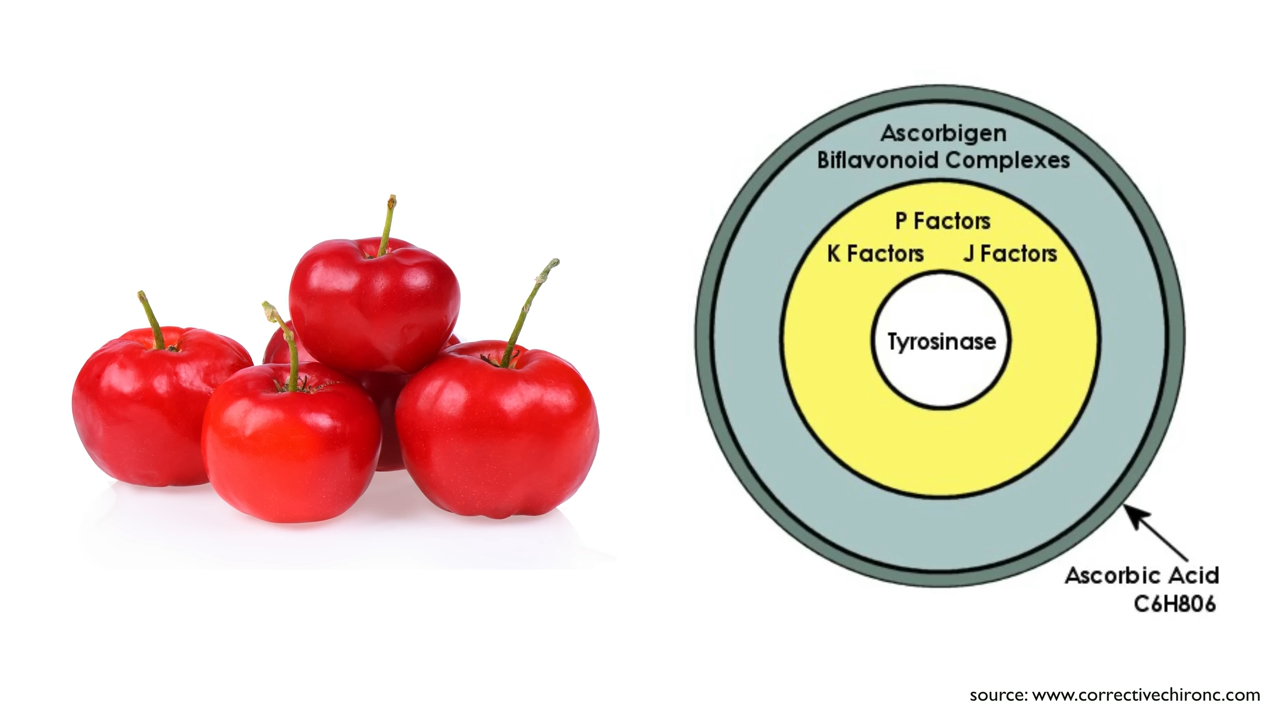 Ascorbigen
Biflavonoid Complexes
P Factors
K Factors J Factors
Tyrosinase
Ascorbic Acid
C6H806
source: www.correctivechironc.com